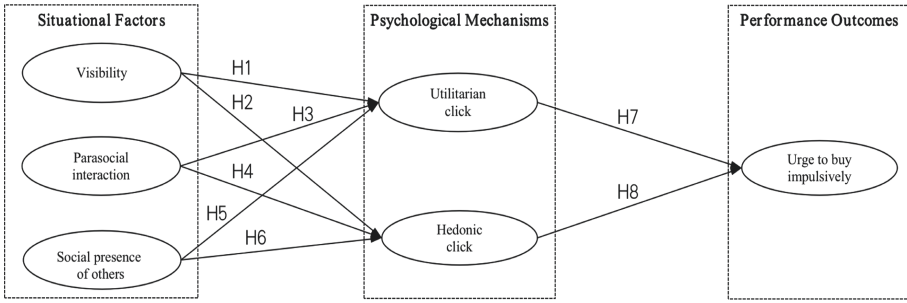 Situational Factors
Psychological Mechanisms
Performance Outcomes
Visibility
Parasocial
interaction
Social presence
of others
H1
H2
H3
H4
H5
H6
Utilitarian
click
Hedonic
click
H7
H8
Urge to buy
impulsively